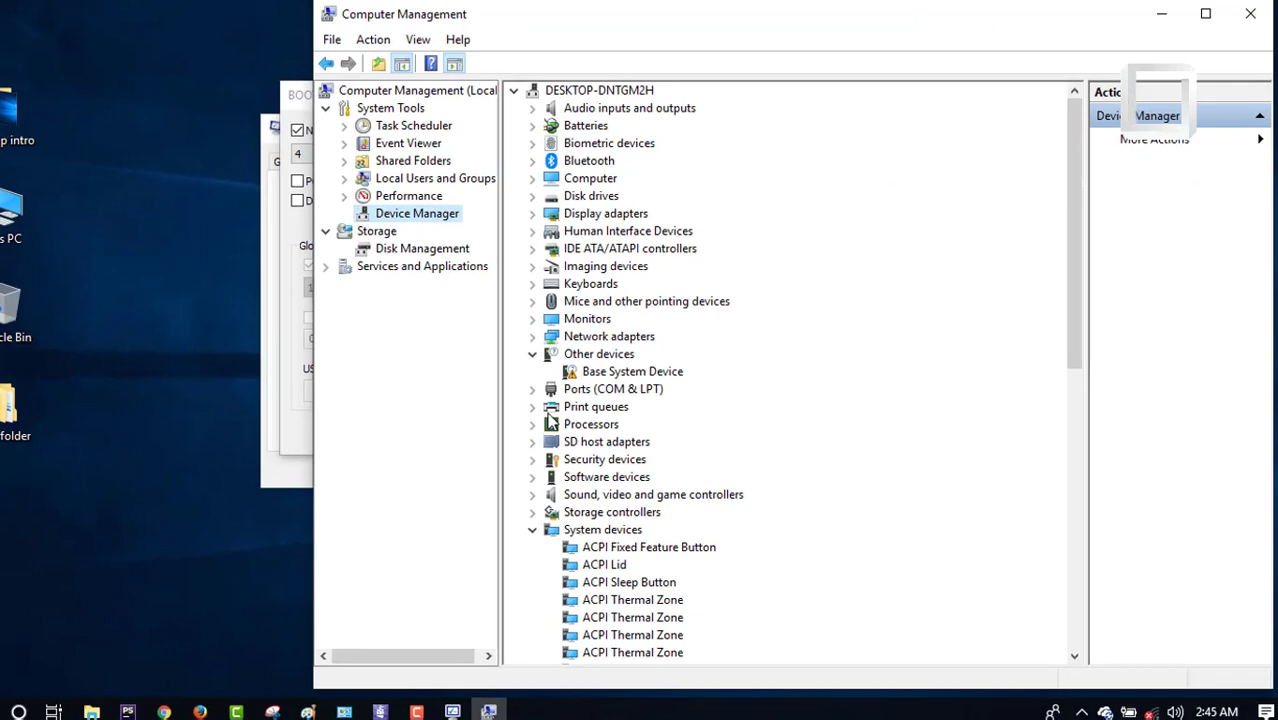 Computer Management
File Action View Help
Computer Management (Local
System Tools
Task Scheduler
Event Viewer
Shared Folders
Local Users and Groups
Performance
Device Manager
Storage
Disk Management
Services and Applications
DESKTOP-DNTGM2H
Audio inputs and outputs
Batteries
Biometric devices
Bluetooth
Computer
Disk drives
Display adapters
Human Interface Devices
IDE ATA/ATAPI controllers
Imaging devices
Keyboards
Mice and other pointing devices
Monitors
Network adapters
Other devices
Base System Device
Ports (COM & LPT)
Print queues
Processors
SD host adapters
Security devices
Software devices
Sound, video and game controllers
Storage controllers
System devices
ACPI Fixed Feature Button
ACPI Lid
ACPI Sleep Button
ACPI Thermal Zone
ACPI Thermal Zone
ACPI Thermal Zone
ACPI Thermal Zone
Actio
Devi Manager
More Actions
BOO
N
4
G
Glo
US
p intro
s PC
cle Bin
folder
2:45 AM